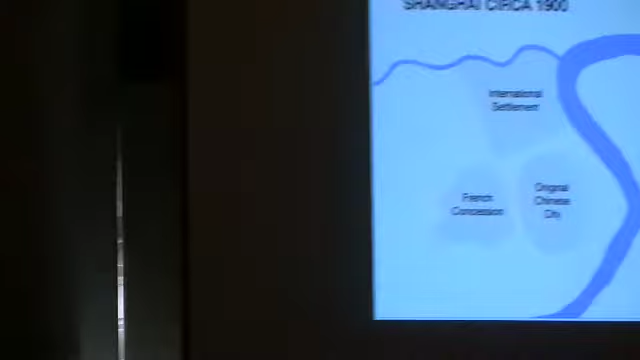 SHANGHAI CIRCA 1900
International
Settlement
French
Concession
Original
Chinese
City